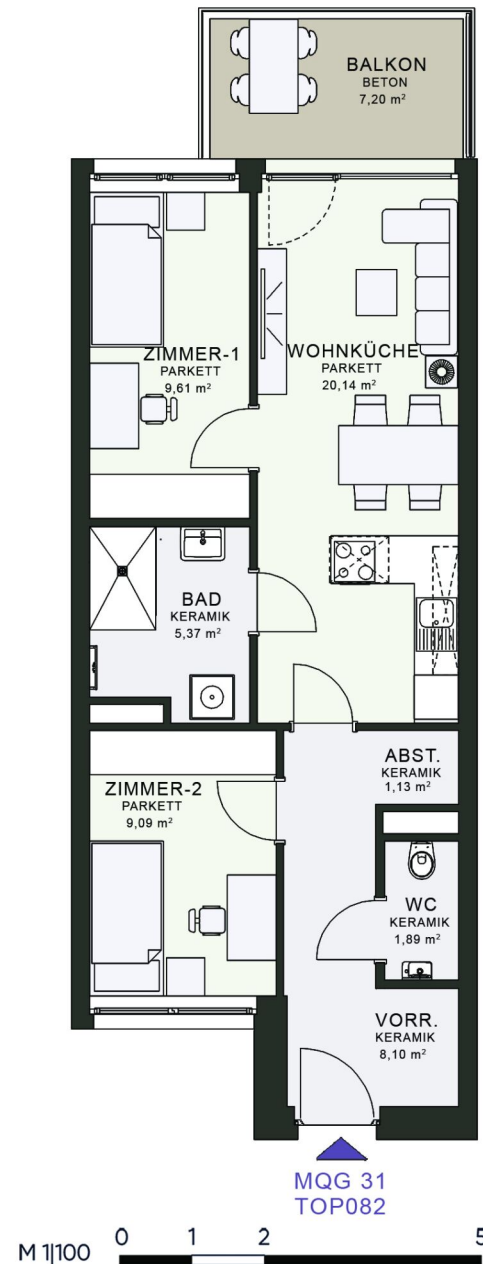 BALKON
BETON
7,20 m²
ZIMMER-1
PARKETT
9,61 m²
WOHNKÜCHE
PARKETT
20,14 m²
BAD
KERAMIK
5,37 m²
ABST.
KERAMIK
1,13 m²
ZIMMER-2
PARKETT
9,09 m²
WC
KERAMIK
1,89 m²
VORR.
KERAMIK
8,10 m²
MQG 31
TOP082
M 1|100 0 1 2 5